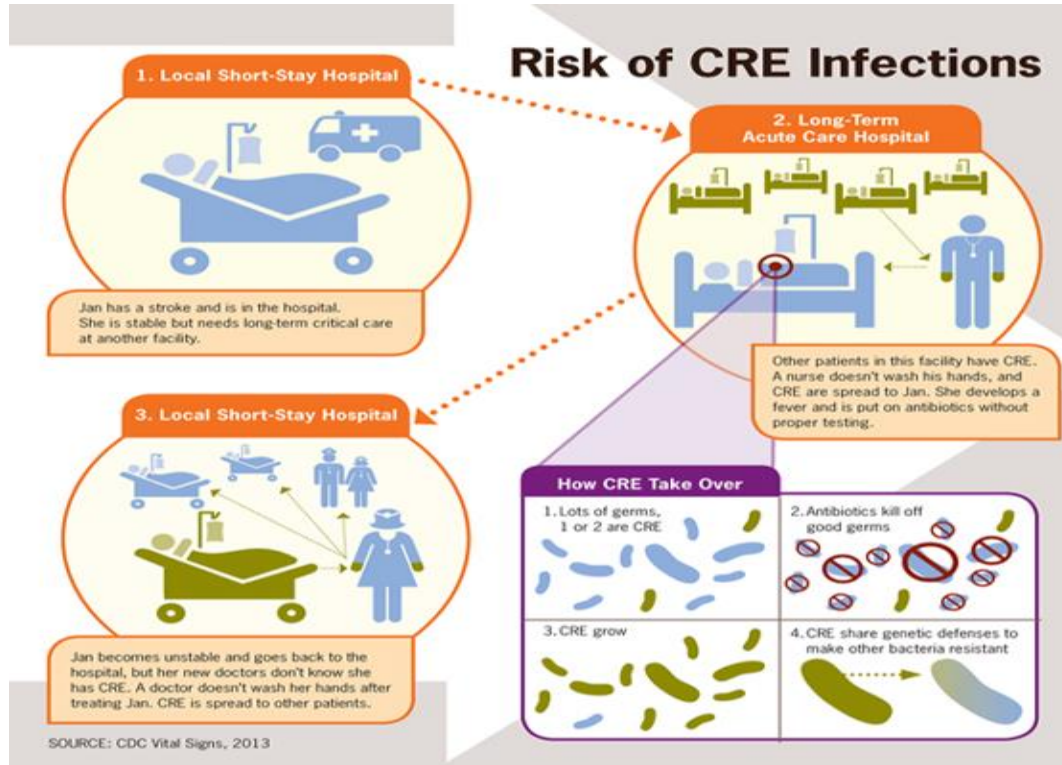 Risk of CRE Infections
1. Local Short-Stay Hospital
Jan has a stroke and is in the hospital.
She is stable but needs long-term critical care
at another facility.
2. Long-Term
Acute Care Hospital
Other patients in this facility have CRE.
A nurse doesn't wash his hands, and
CRE are spread to Jan. She develops a
fever and is put on antibiotics without
proper testing.
3. Local Short-Stay Hospital
Jan becomes unstable and goes back to the
hospital, but her new doctors don't know she
has CRE. A doctor doesn't wash her hands after
treating Jan. CRE is spread to other patients.
How CRE Take Over
1. Lots of germs,
1 or 2 are CRE
2. Antibiotics kill off
good germs
3. CRE grow
4. CRE share genetic defenses to
make other bacteria resistant
SOURCE: CDC Vital Signs, 2013